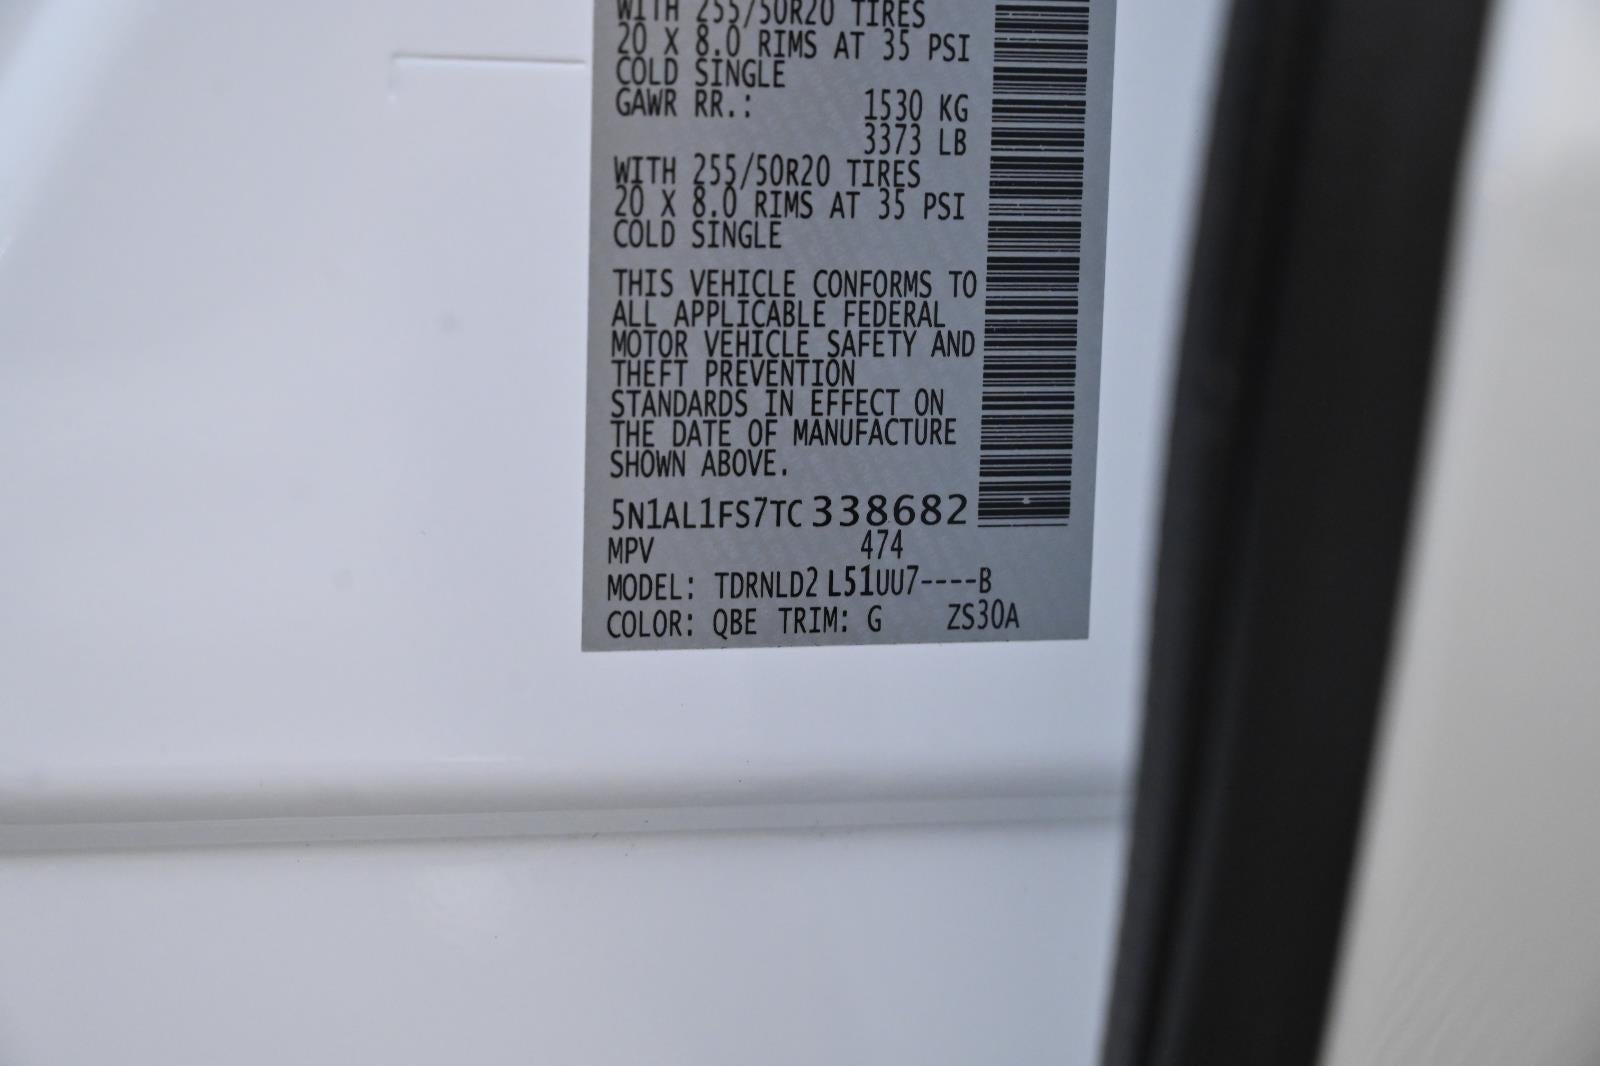 WITH 255/50R20 TIRES
20 X 8.0 RIMS AT 35 PSI
COLD SINGLE
GAWR RR.: 1530 KG
3373 LB
WITH 255/50R20 TIRES
20 X 8.0 RIMS AT 35 PSI
COLD SINGLE
THIS VEHICLE CONFORMS TO
ALL APPLICABLE FEDERAL
MOTOR VEHICLE SAFETY AND
THEFT PREVENTION
STANDARDS IN EFFECT ON
THE DATE OF MANUFACTURE
SHOWN ABOVE.
5N1AL1FS7TC338682
MPV 474
MODEL: TDRNLD2 L51UU7----B
COLOR: QBE TRIM: G ZS30A